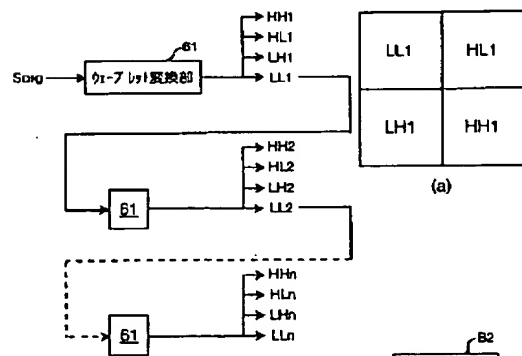 61
Sorg
ウェーブレット変換部
HH1
HL1
LH1
LL1
LL1 HL1
LH1 HH1
(a)
61
HH2
HL2
LH2
LL2
61
HHn
HLn
LHn
LLn
B2